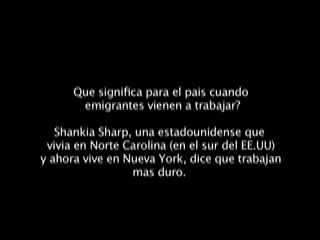 Que significa para el pais cuando
emigrantes vienen a trabajar?
Shankia Sharp, una estadounidense que
vivia en Norte Carolina (en el sur del EE.UU)
y ahora vive en Nueva York, dice que trabajan
mas duro.